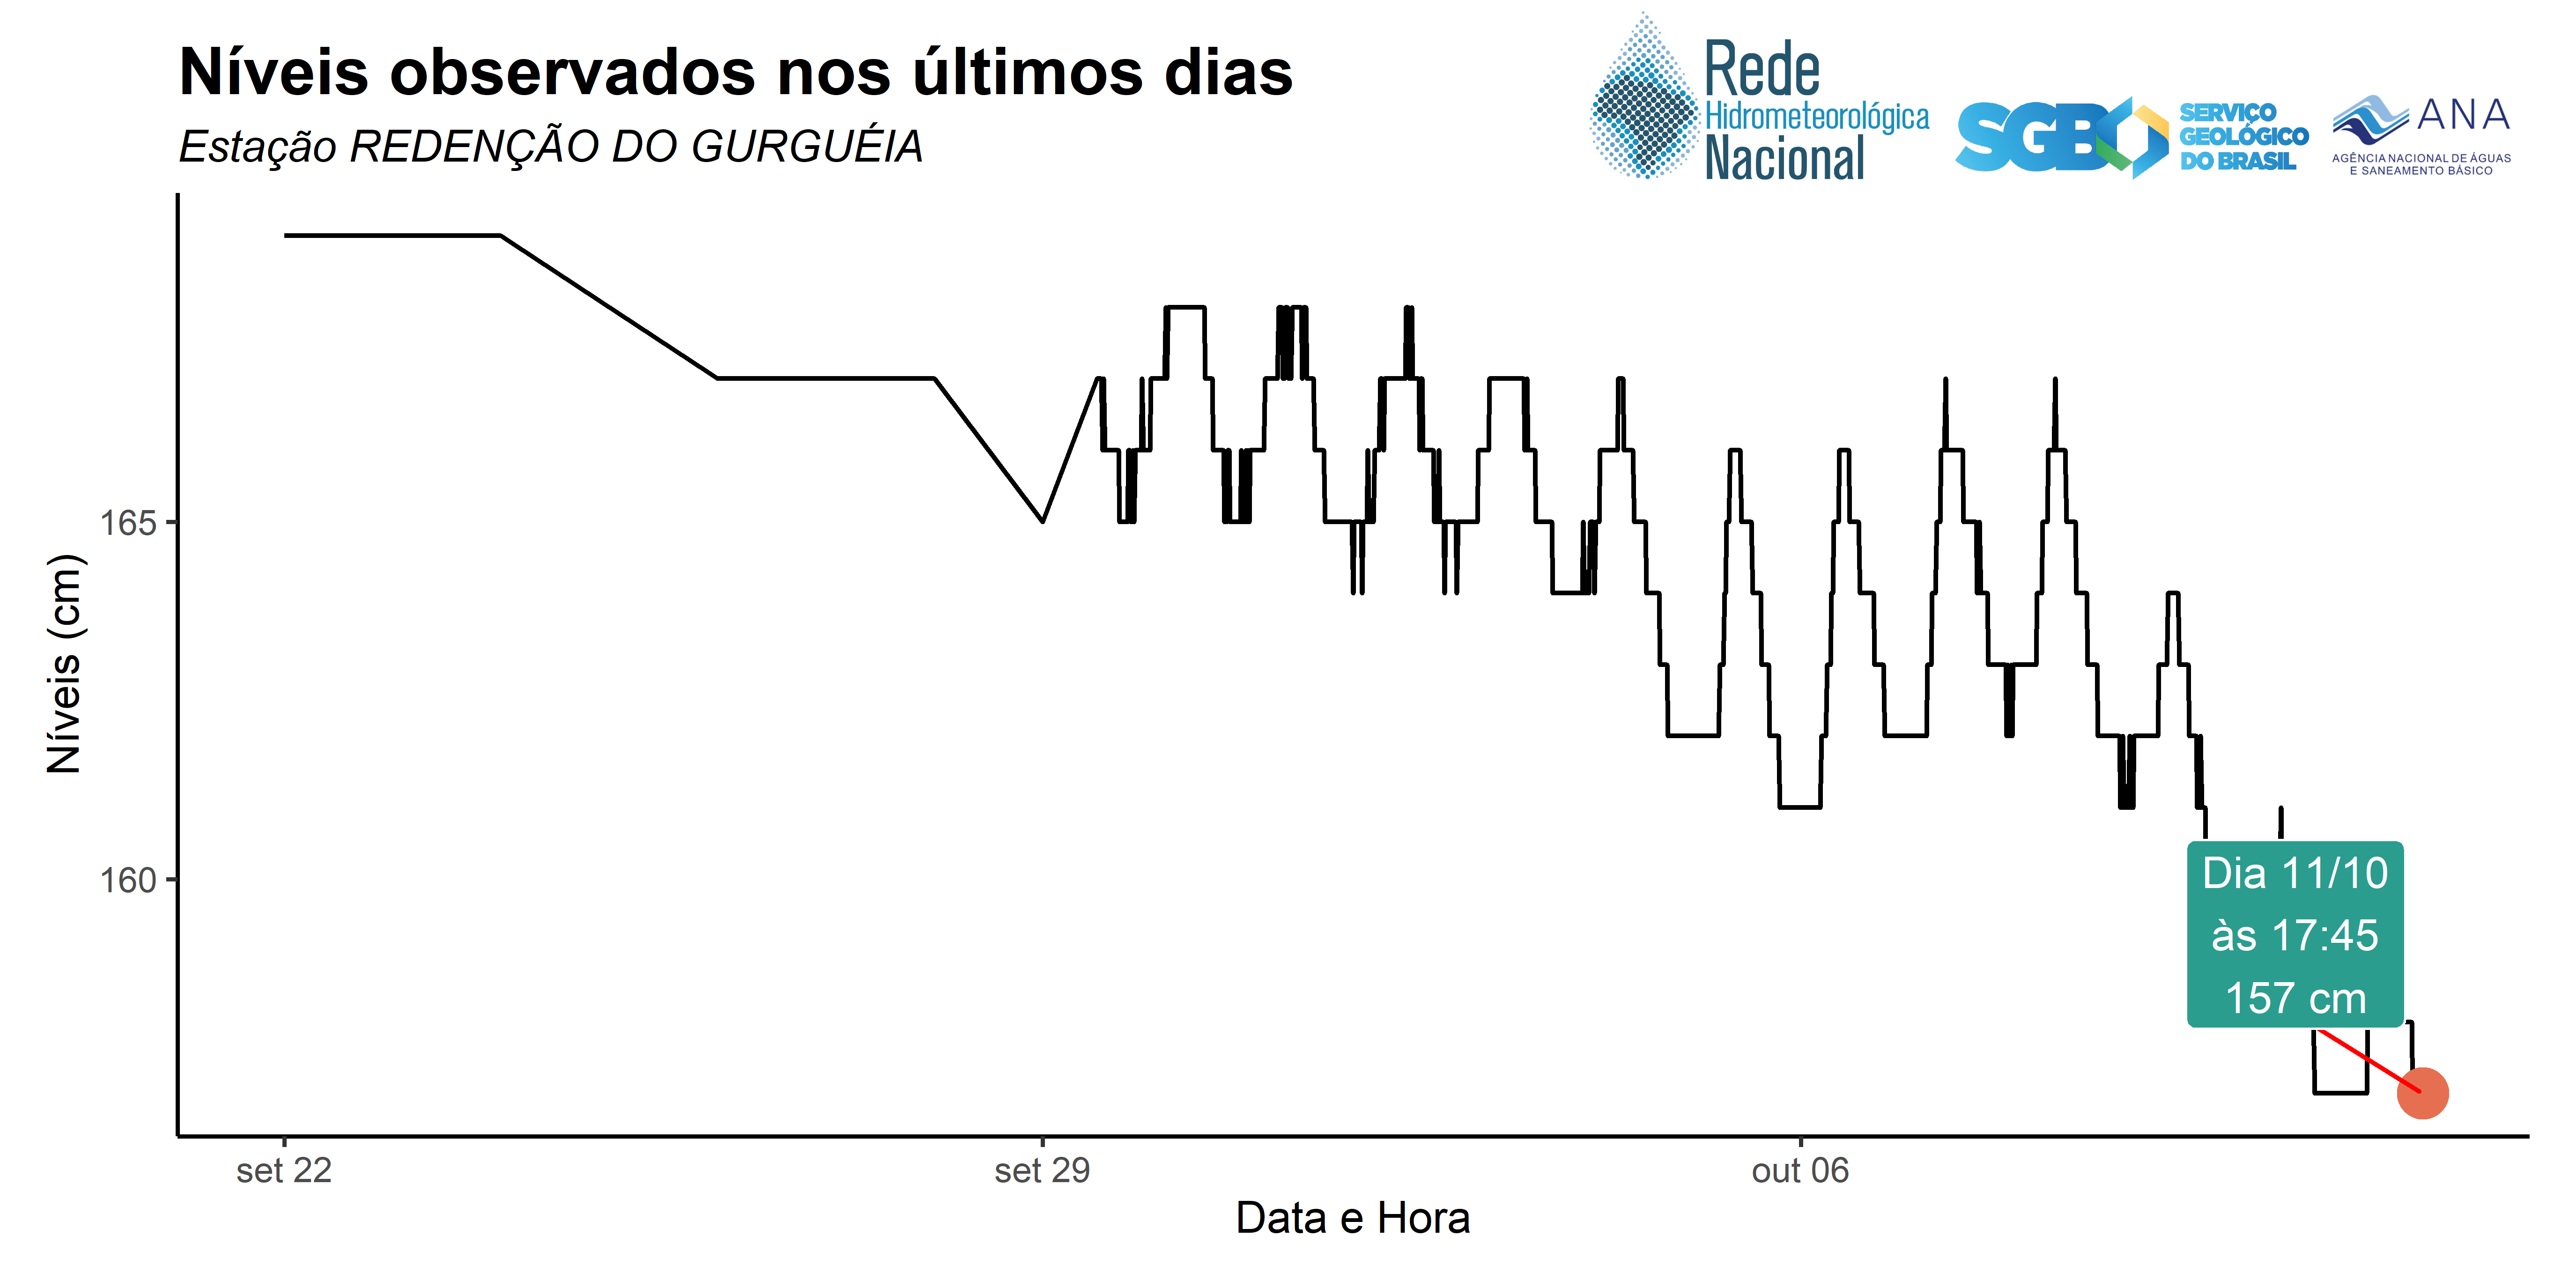 Níveis observados nos últimos dias
Estação REDENÇÃO DO GURGUÉIA
Rede
Hidrometeorológica
Nacional
SGB
SERVIÇO
GEOLÓGICO
DO BRASIL
ANA
AGÊNCIA NACIONAL DE ÁGUAS
E SANEAMENTO BÁSICO
Níveis (cm)
165
160
Dia 11/10
às 17:45
157 cm
set 22
set 29
out 06
Data e Hora